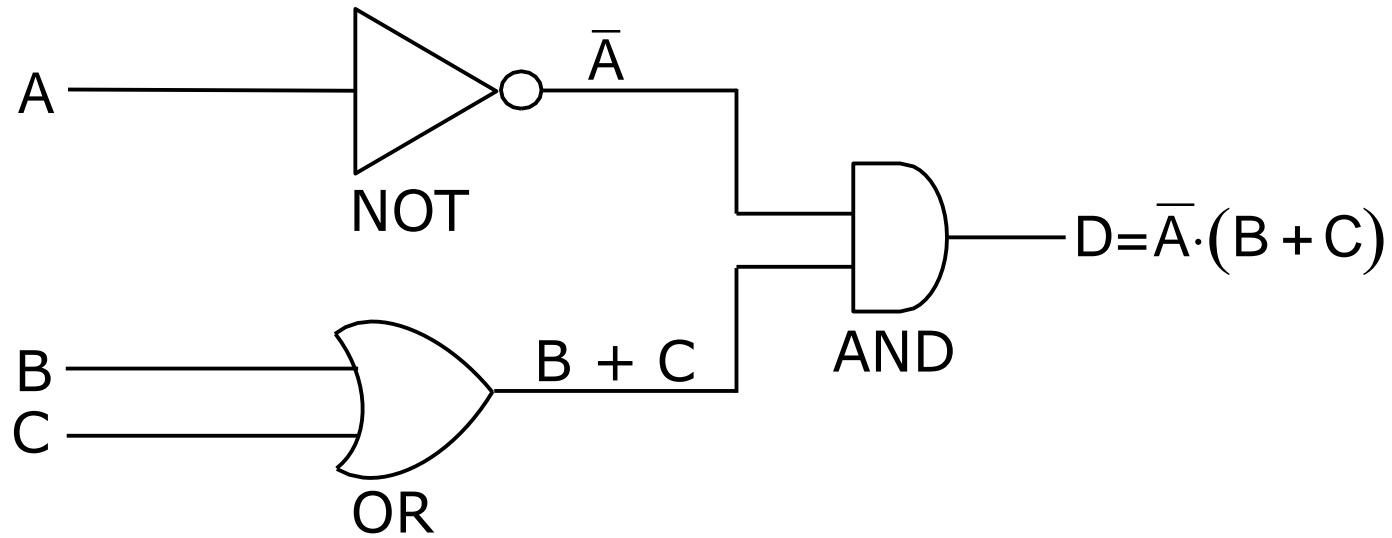 A
A̅
NOT
D=A̅·(B + C)
B
B + C
AND
C
OR